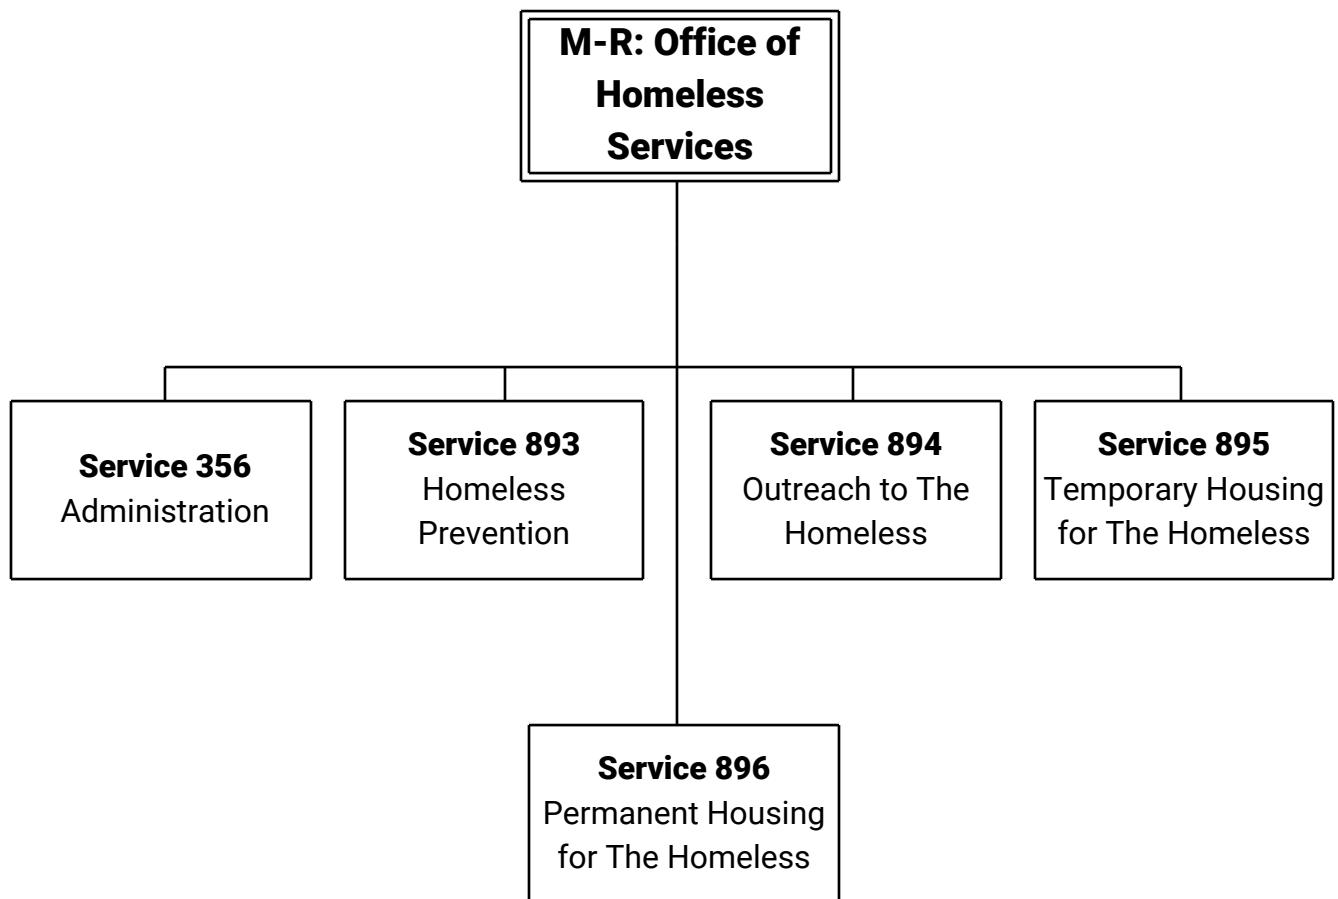 M-R: Office of
Homeless
Services
Service 356
Administration
Service 893
Homeless
Prevention
Service 894
Outreach to The
Homeless
Service 895
Temporary Housing
for The Homeless
Service 896
Permanent Housing
for The Homeless